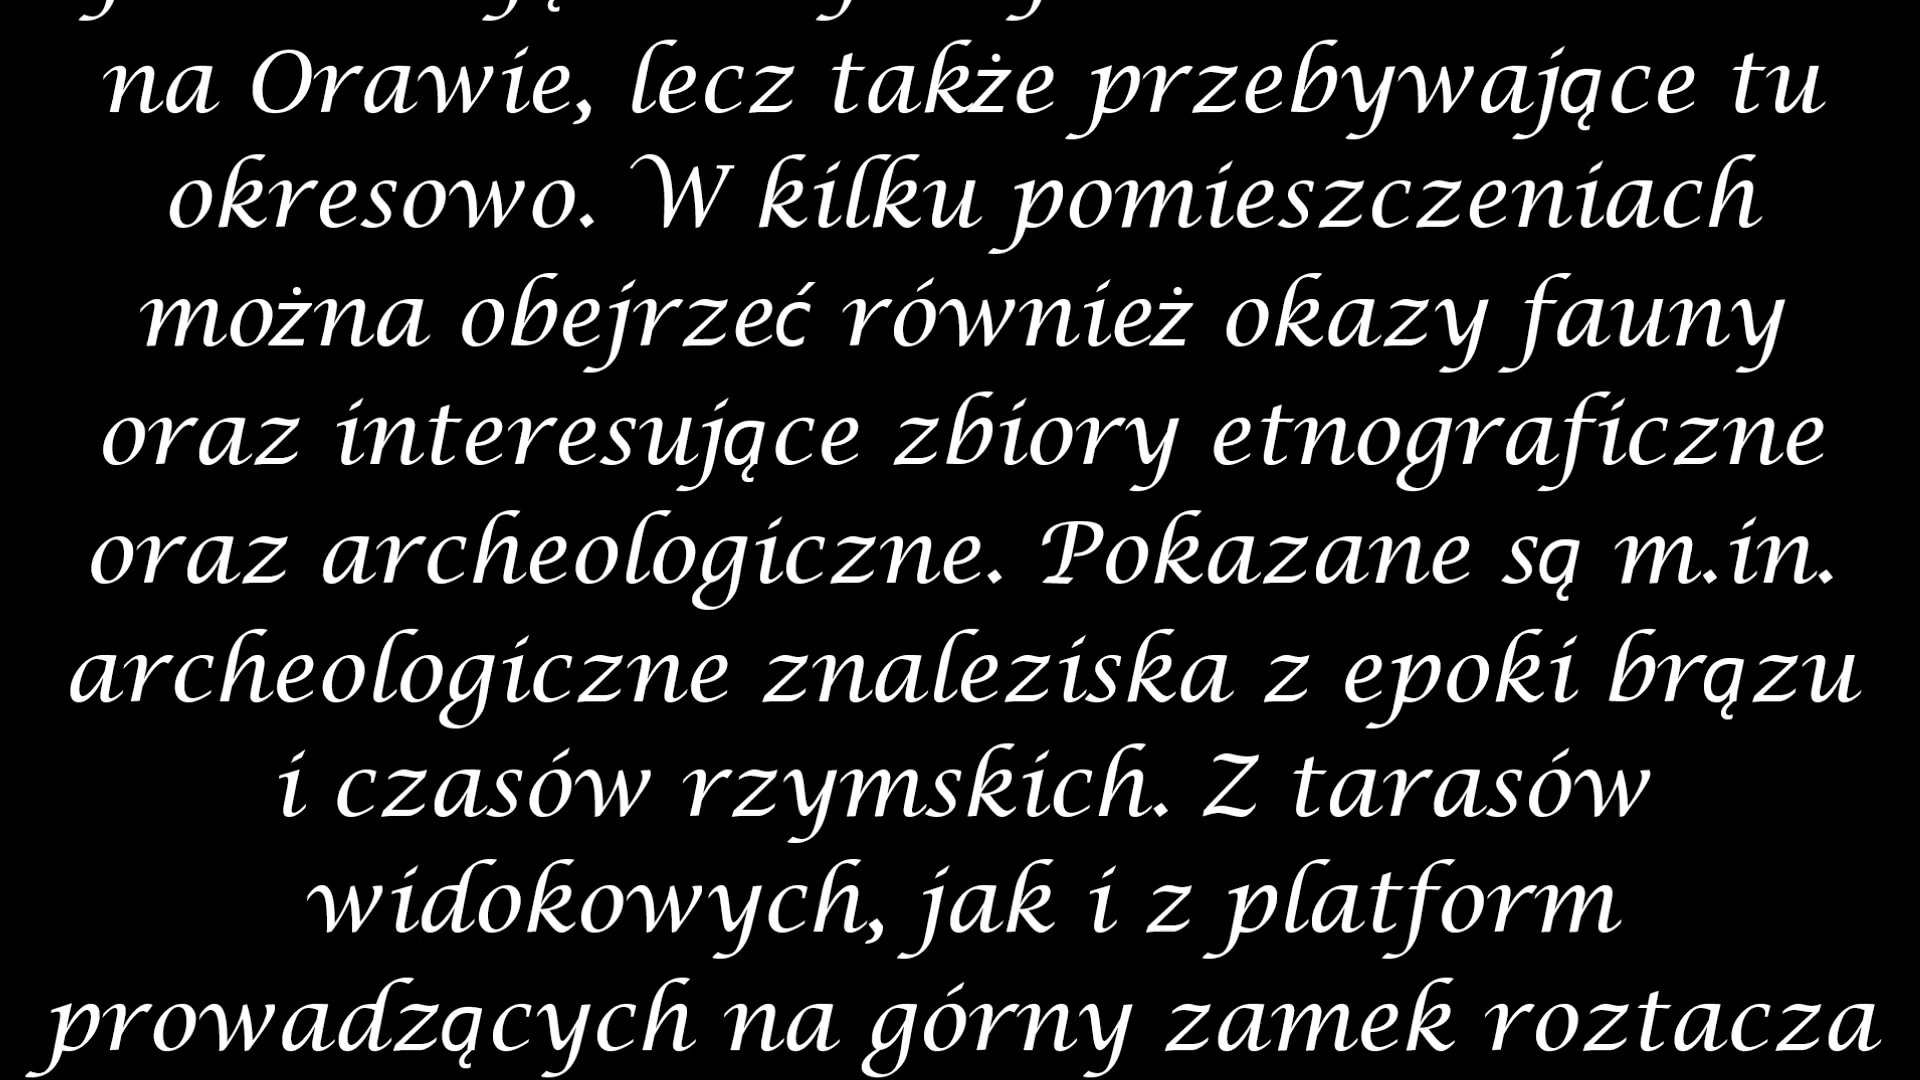 na Orawie, lecz także przebywające tu
okresowo. W kilku pomieszczeniach
można obejrzeć również okazy fauny
oraz interesujące zbiory etnograficzne
oraz archeologiczne. Pokazane są m.in.
archeologiczne znaleziska z epoki brązu
i czasów rzymskich. Z tarasów
widokowych, jak i z platform
prowadzących na górny zamek roztacza